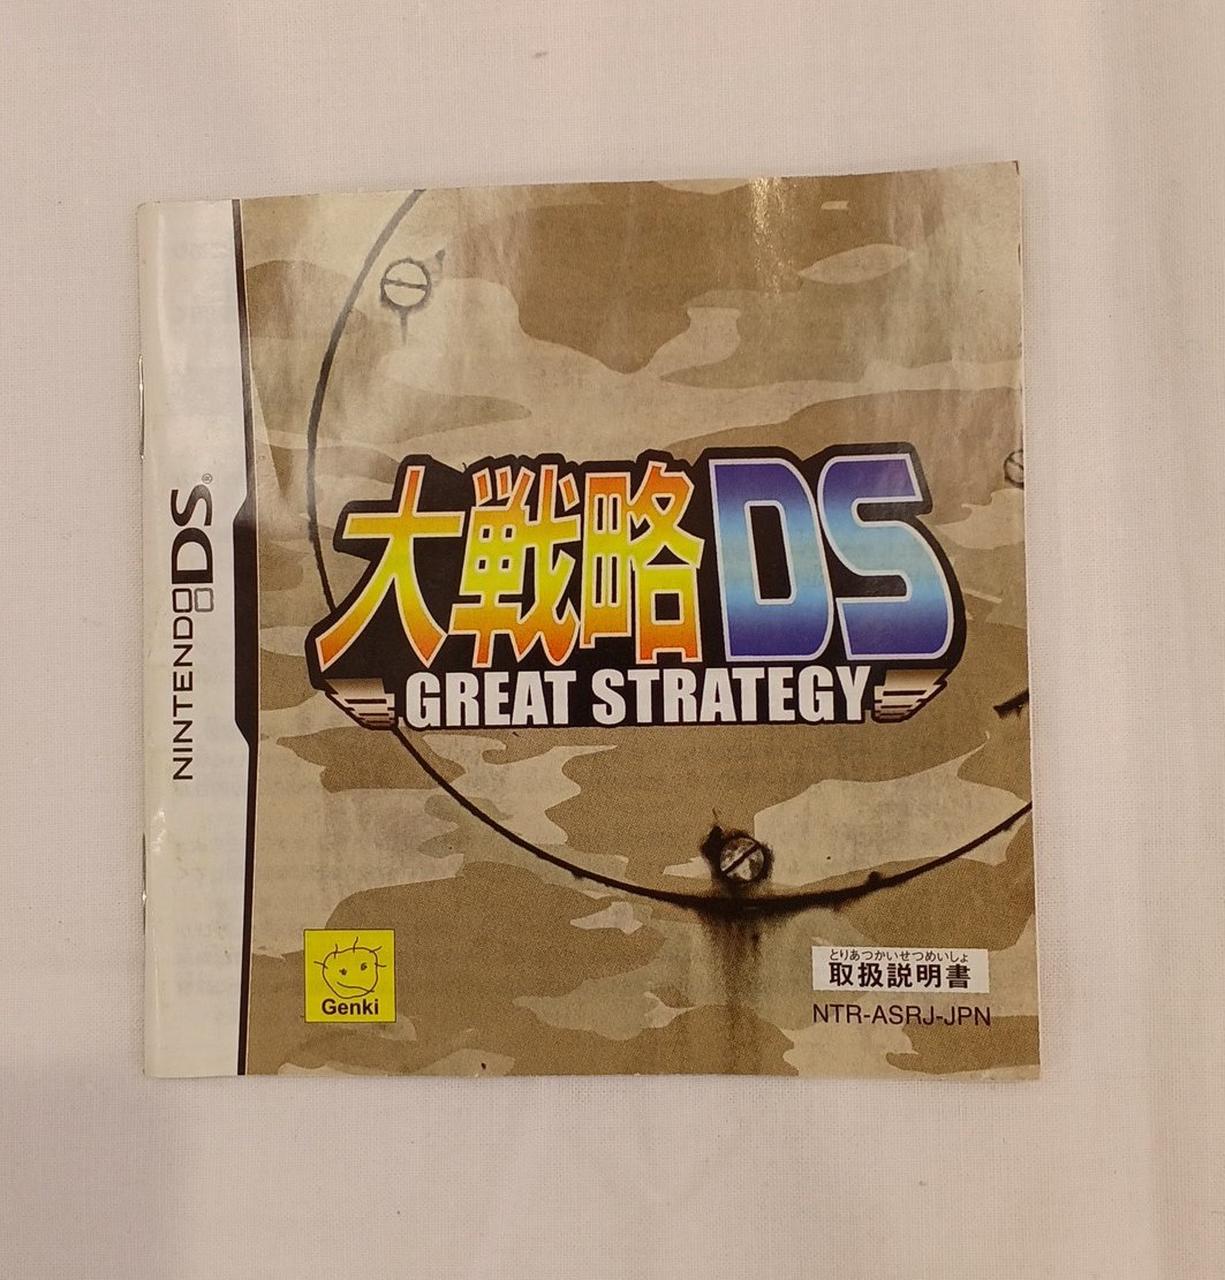 NINTENDO DS®
大戦略DS
GREAT STRATEGY
Genki
とりあつかいせつめいしょ
取扱説明書
NTR-ASRJ-JPN